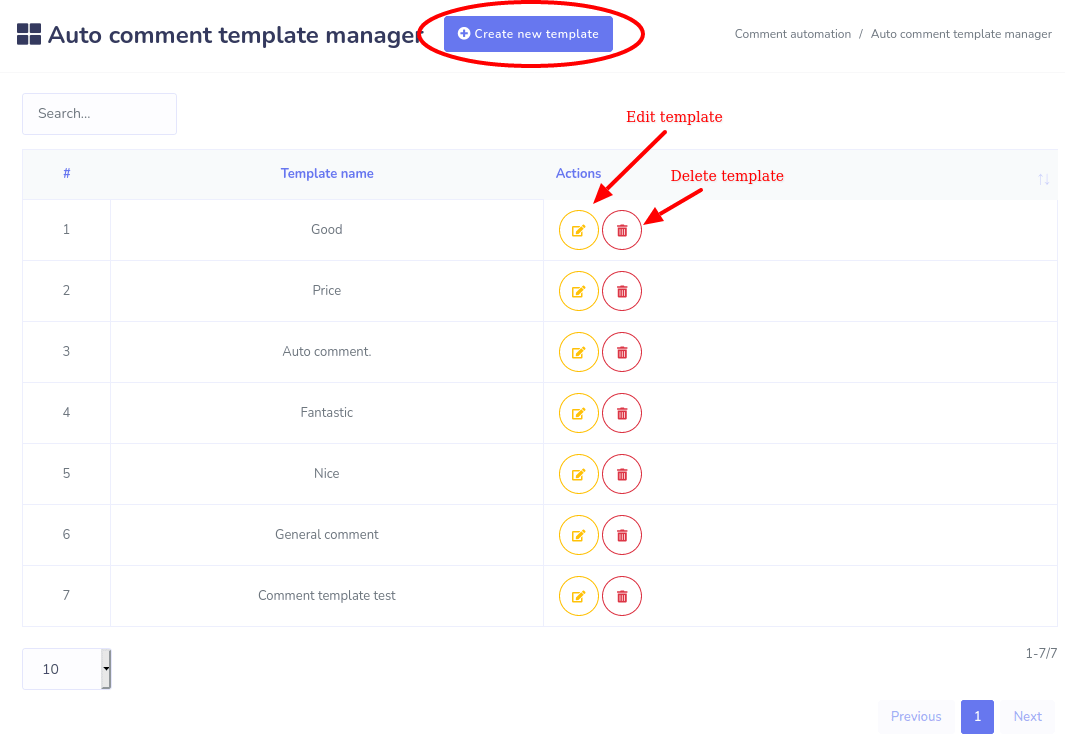 Auto comment template manager
Create new template
Comment automation / Auto comment template manager
Search...
Edit template
Delete template
# Template name Actions
1 Good
2 Price
3 Auto comment.
4 Fantastic
5 Nice
6 General comment
7 Comment template test
10
1-7/7
Previous 1 Next